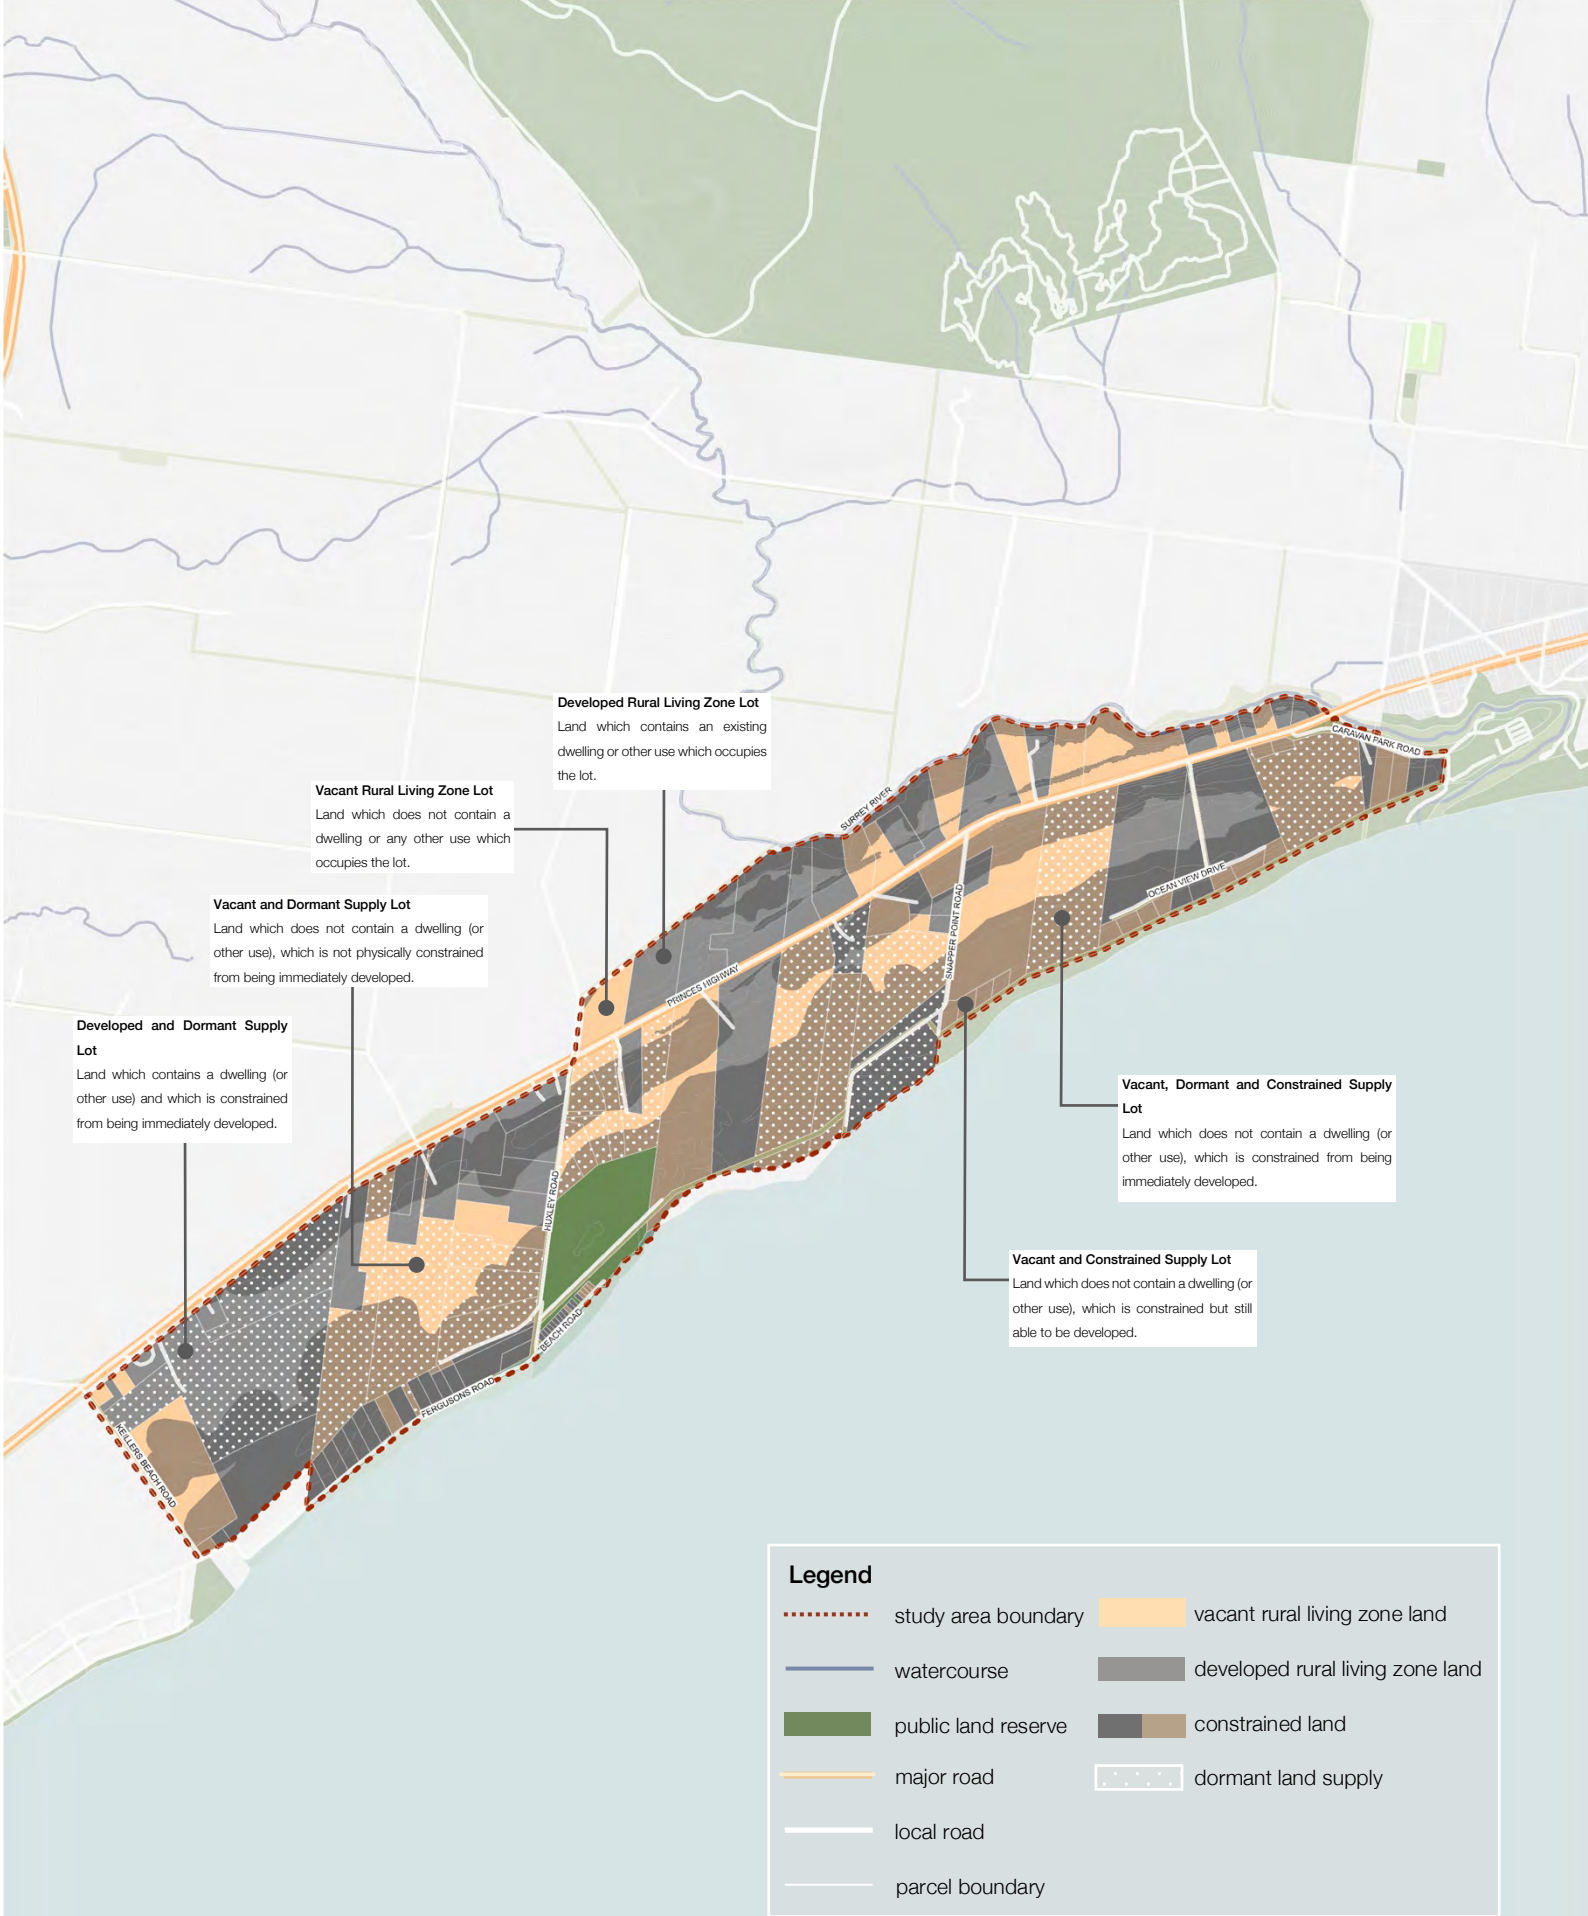 Developed Rural Living Zone Lot
Land which contains an existing
dwelling or other use which occupies
the lot.
Vacant Rural Living Zone Lot
Land which does not contain a
dwelling or any other use which
occupies the lot.
Vacant and Dormant Supply Lot
Land which does not contain a dwelling (or
other use), which is not physically constrained
from being immediately developed.
Developed and Dormant Supply
Lot
Land which contains a dwelling (or
other use) and which is constrained
from being immediately developed.
CARAVAN PARK ROAD
SURREY RIVER
OCEAN VIEW DRIVE
SNAPPER POINT ROAD
PRINCES HIGHWAY
HUXLEY ROAD
BEACH ROAD
FERGUSONS ROAD
KEILLERS BEACH ROAD
Vacant, Dormant and Constrained Supply
Lot
Land which does not contain a dwelling (or
other use), which is constrained from being
immediately developed.
Vacant and Constrained Supply Lot
Land which does not contain a dwelling (or
other use), which is constrained but still
able to be developed.
Legend
study area boundary
watercourse
public land reserve
major road
local road
parcel boundary
vacant rural living zone land
developed rural living zone land
constrained land
dormant land supply